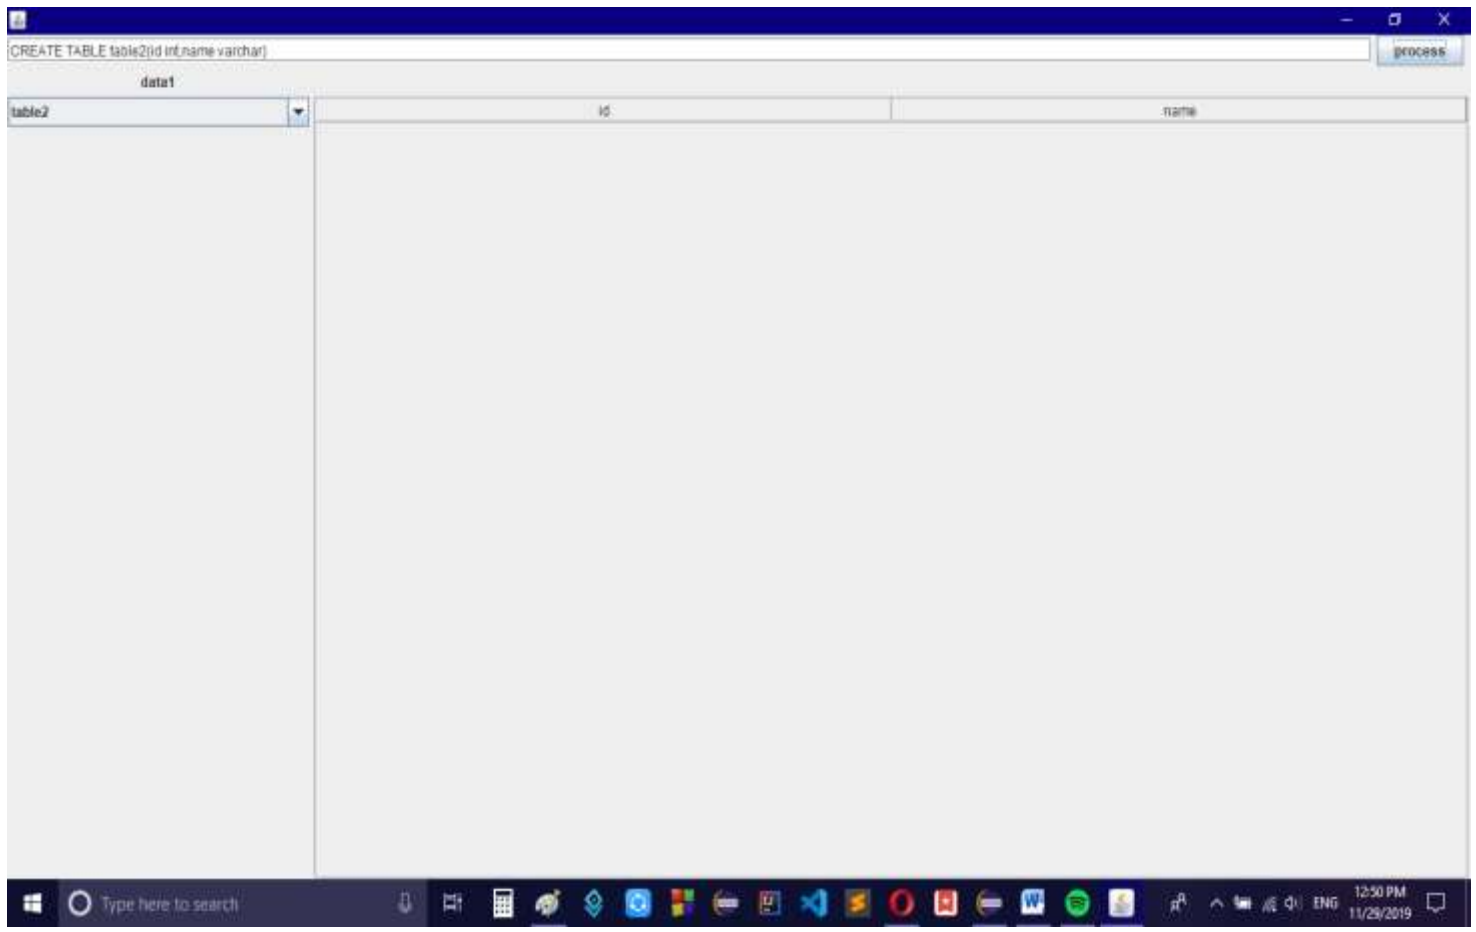 CREATE TABLE table2(id int,name varchar)
process
data1
table2
id name
Type here to search
ENG
12:50 PM
11/29/2019